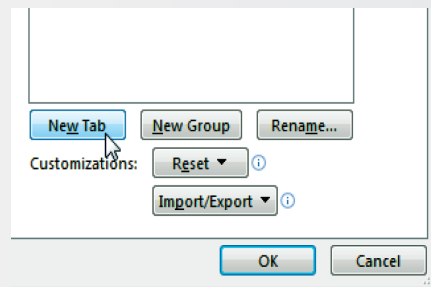 New Tab New Group Rename...
Customizations: Reset
Import/Export
OK Cancel